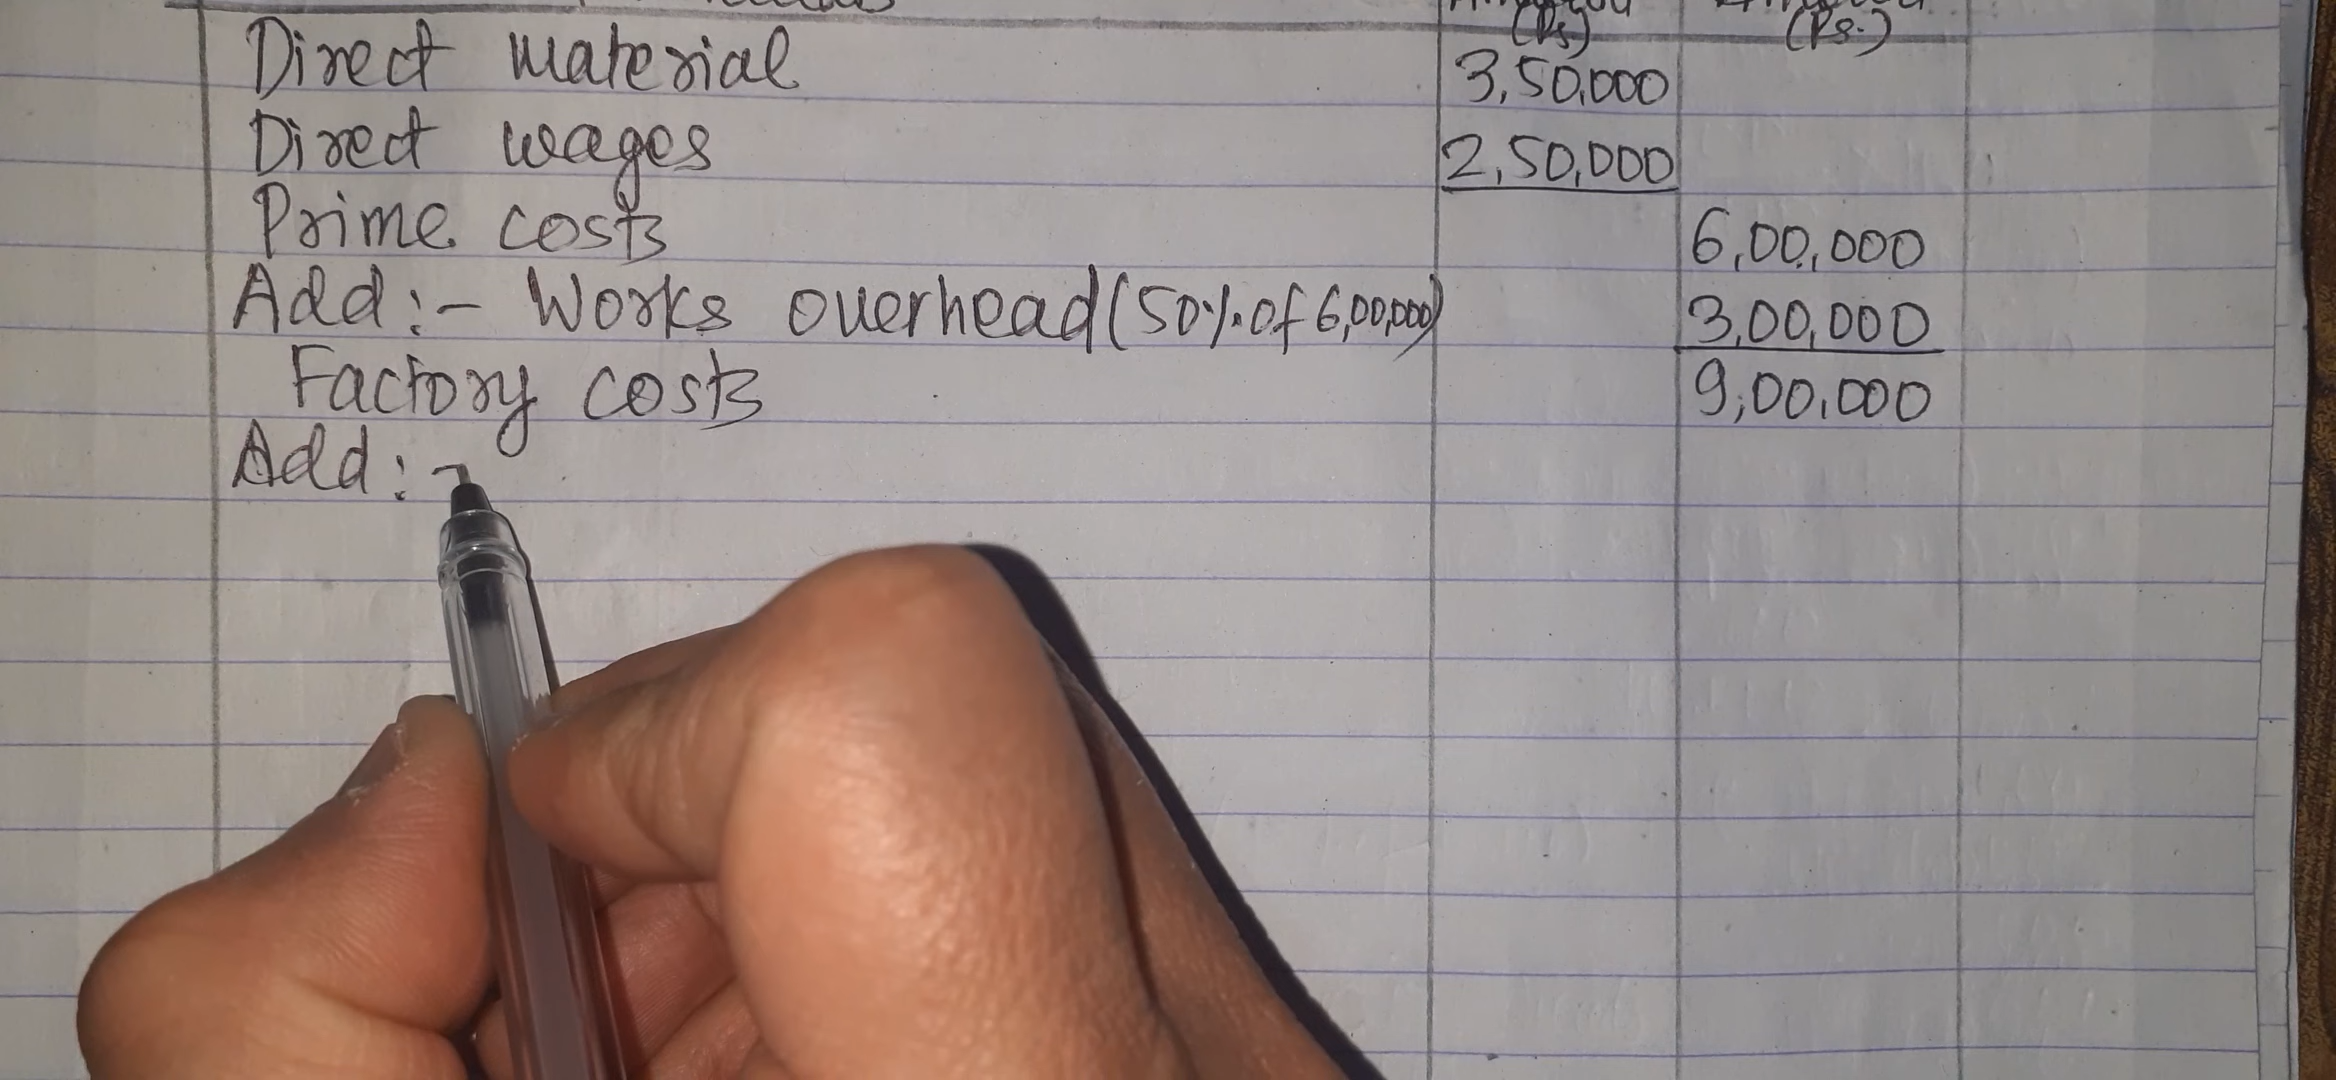 (Rs) (Rs.)
Direct material 3,50,000
Direct wages 2,50,000
Prime costs 6,00,000
Add:- Works overhead (50% of 6,00,000) 3,00,000
Factory costs 9,00,000
Add:-